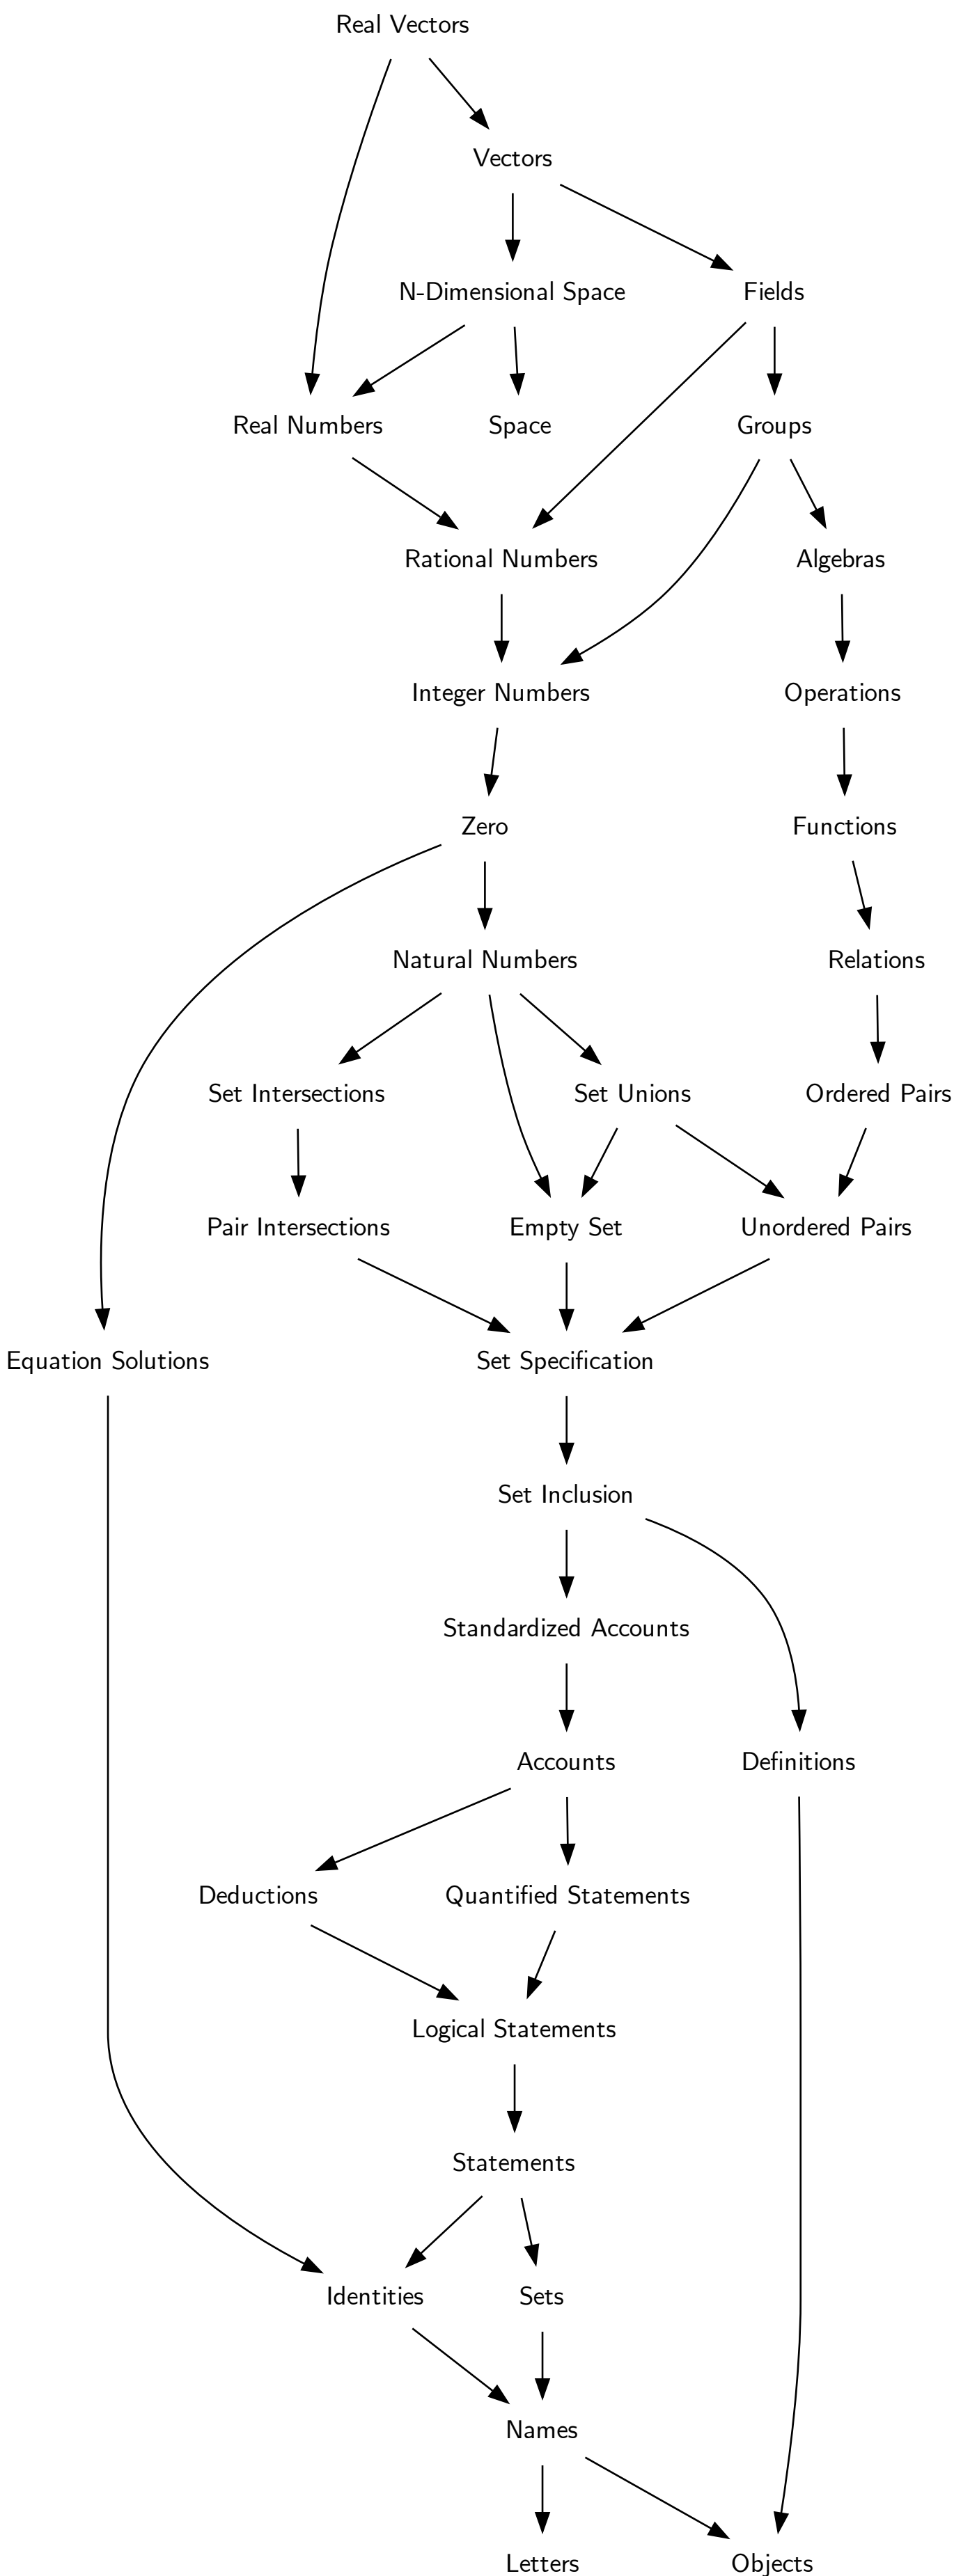 Real Vectors
Vectors
N-Dimensional Space
Fields
Real Numbers
Space
Groups
Rational Numbers
Algebras
Integer Numbers
Operations
Zero
Functions
Natural Numbers
Relations
Set Intersections
Set Unions
Ordered Pairs
Pair Intersections
Empty Set
Unordered Pairs
Equation Solutions
Set Specification
Set Inclusion
Standardized Accounts
Accounts
Definitions
Deductions
Quantified Statements
Logical Statements
Statements
Identities
Sets
Names
Letters
Objects